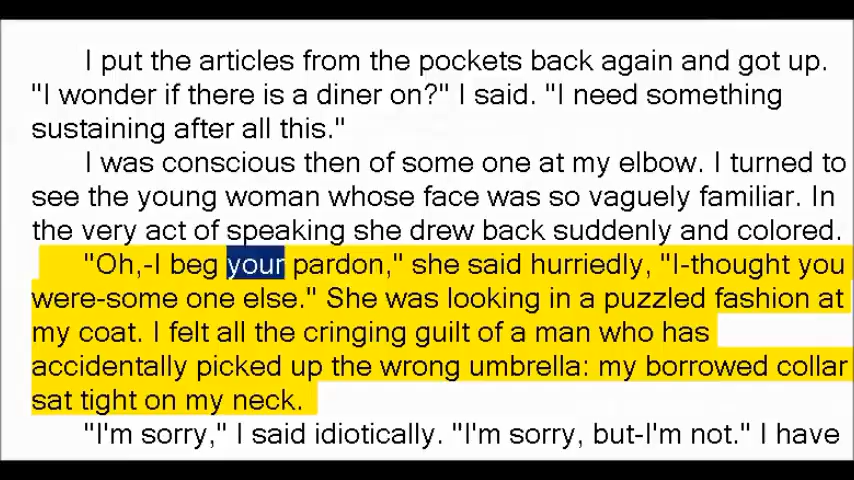 I put the articles from the pockets back again and got up.
"I wonder if there is a diner on?" I said. "I need something
sustaining after all this."
I was conscious then of some one at my elbow. I turned to
see the young woman whose face was so vaguely familiar. In
the very act of speaking she drew back suddenly and colored.
"Oh,-I beg your pardon," she said hurriedly, "I-thought you
were-some one else." She was looking in a puzzled fashion at
my coat. I felt all the cringing guilt of a man who has
accidentally picked up the wrong umbrella: my borrowed collar
sat tight on my neck.
"I'm sorry," I said idiotically. "I'm sorry, but-I'm not." I have